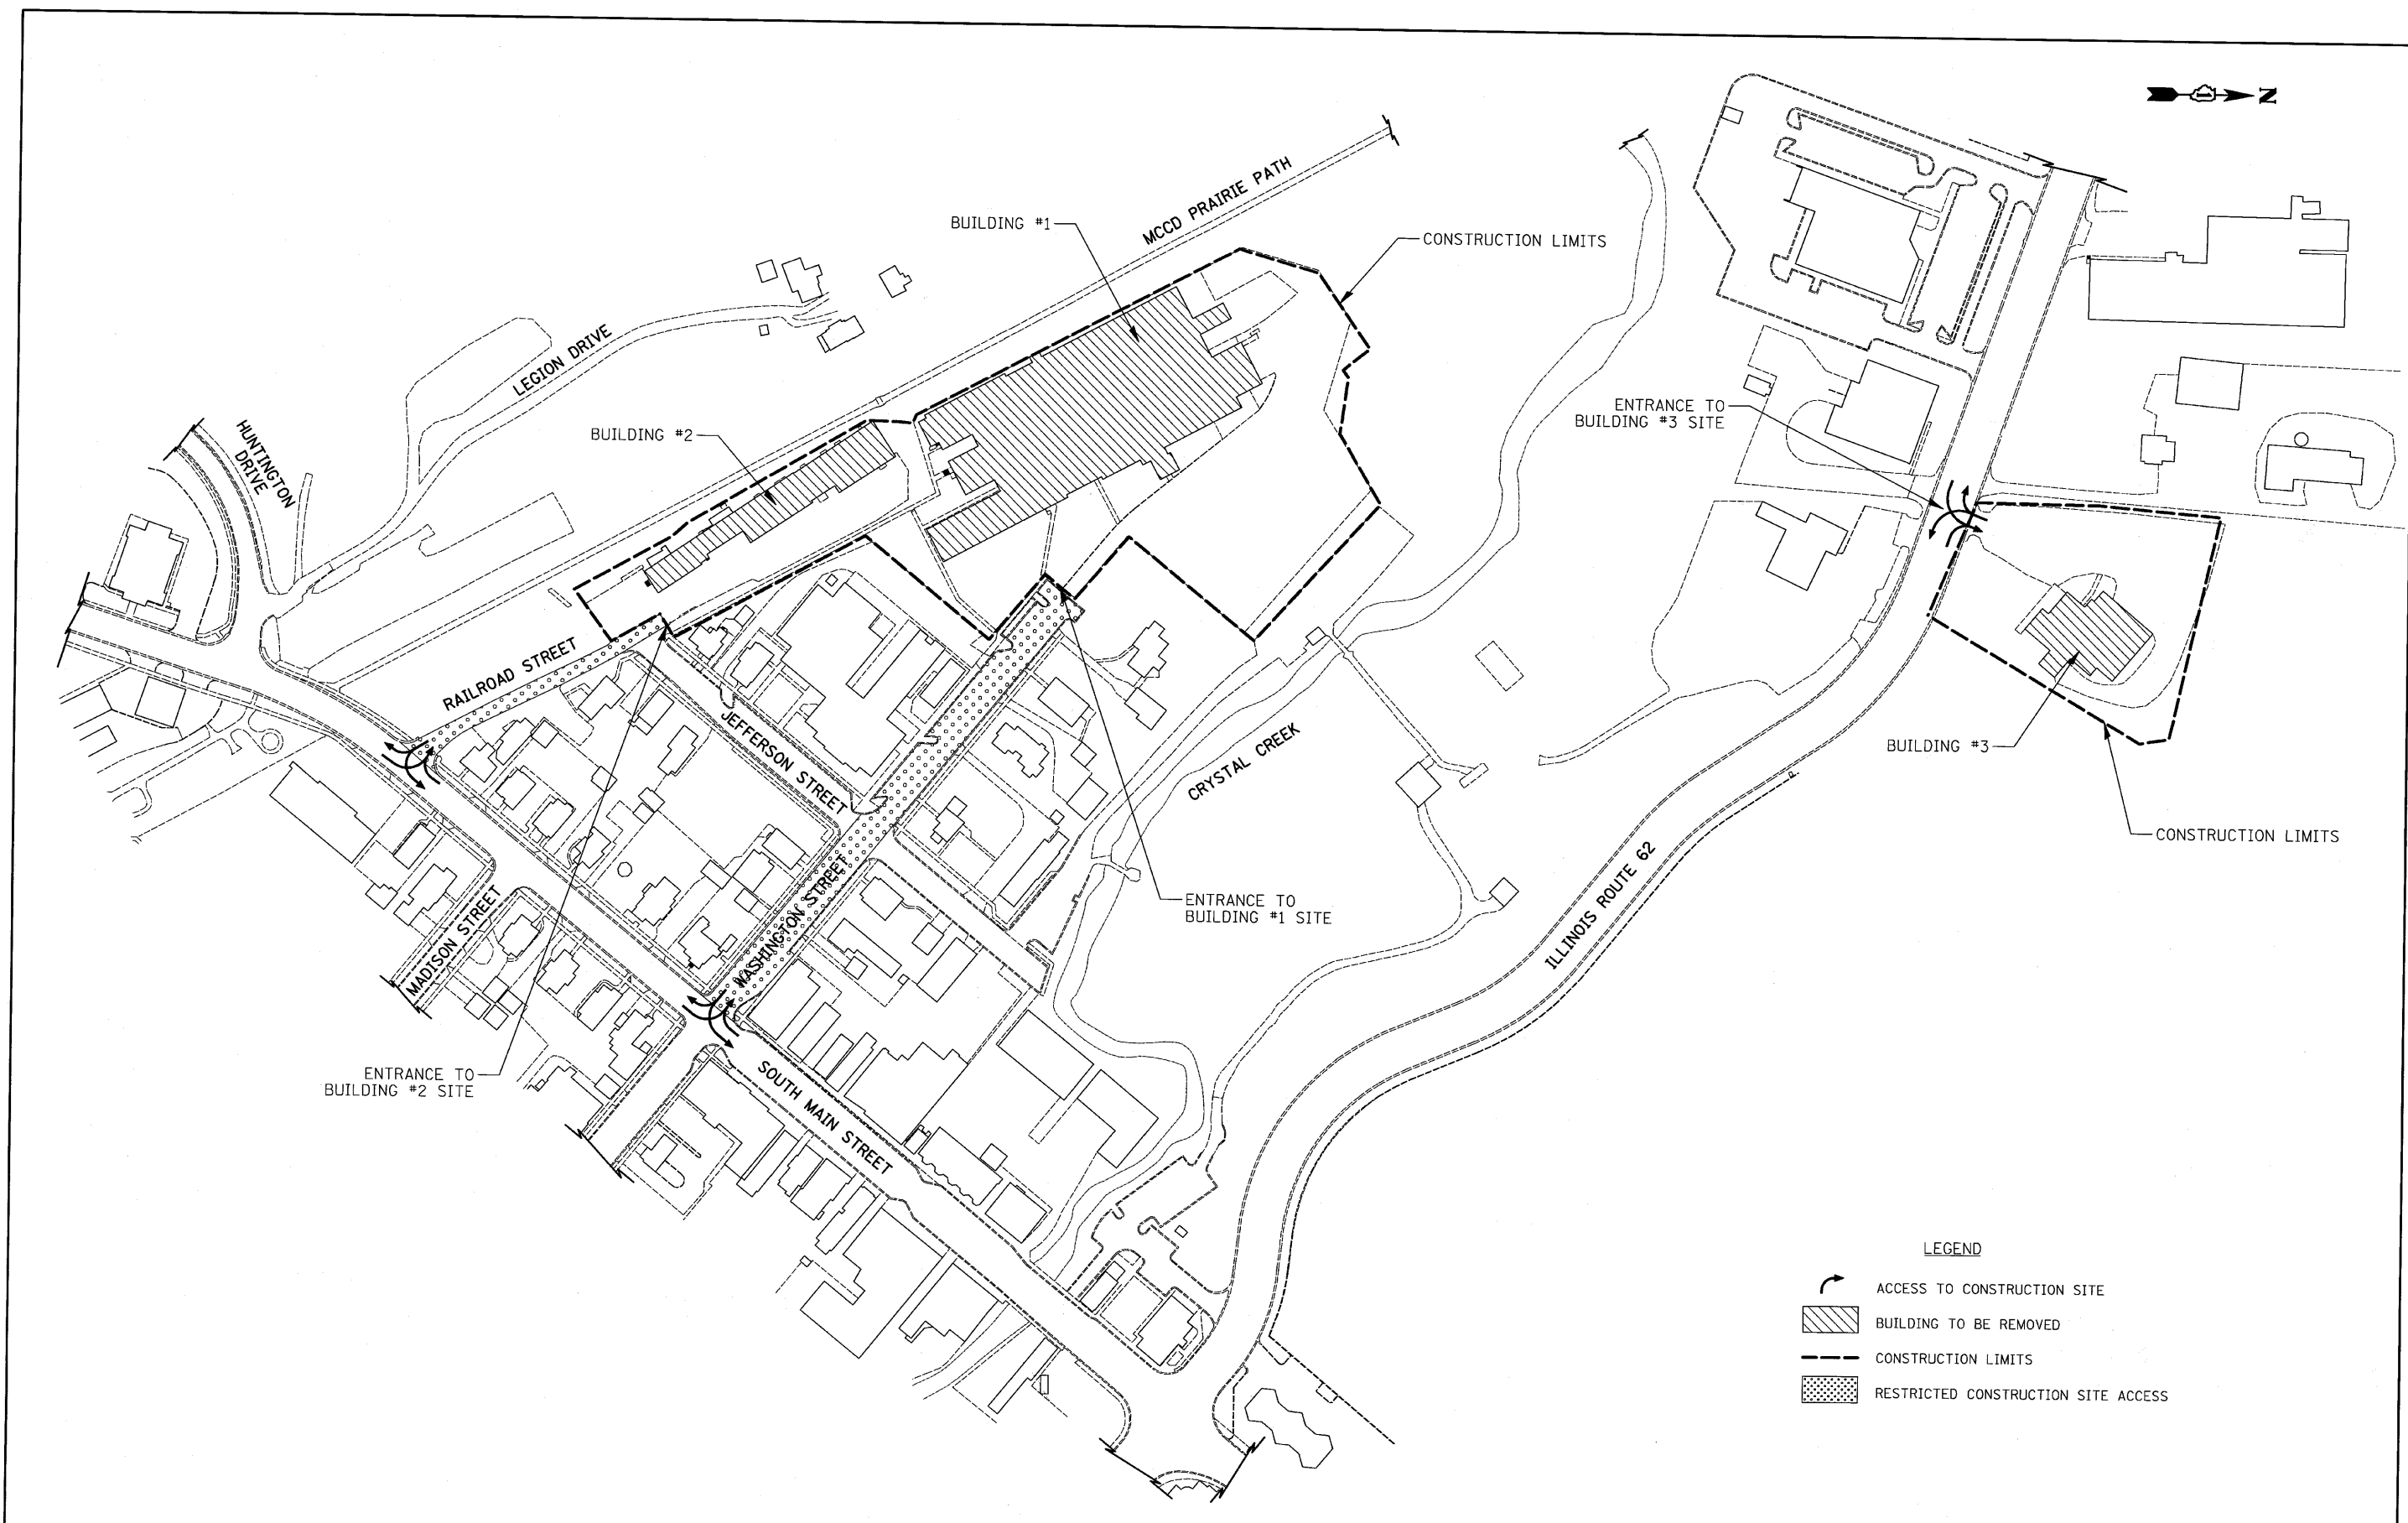 N
MCCD PRAIRIE PATH
BUILDING #1
CONSTRUCTION LIMITS
LEGION DRIVE
HUNTINGTON
DRIVE
BUILDING #2
ENTRANCE TO
BUILDING #3 SITE
RAILROAD STREET
JEFFERSON STREET
CRYSTAL CREEK
BUILDING #3
CONSTRUCTION LIMITS
MADISON STREET
WASHINGTON STREET
ENTRANCE TO
BUILDING #1 SITE
ILLINOIS ROUTE 62
ENTRANCE TO
BUILDING #2 SITE
SOUTH MAIN STREET
LEGEND
ACCESS TO CONSTRUCTION SITE
BUILDING TO BE REMOVED
CONSTRUCTION LIMITS
RESTRICTED CONSTRUCTION SITE ACCESS